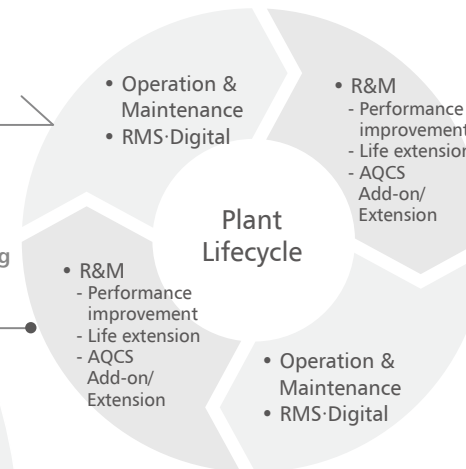 • Operation &
Maintenance
• RMS·Digital
• R&M
- Performance
improvement
- Life extension
- AQCS
Add-on/
Extension
Plant
Lifecycle
g
• R&M
- Performance
improvement
- Life extension
- AQCS
Add-on/
Extension
• Operation &
Maintenance
• RMS·Digital